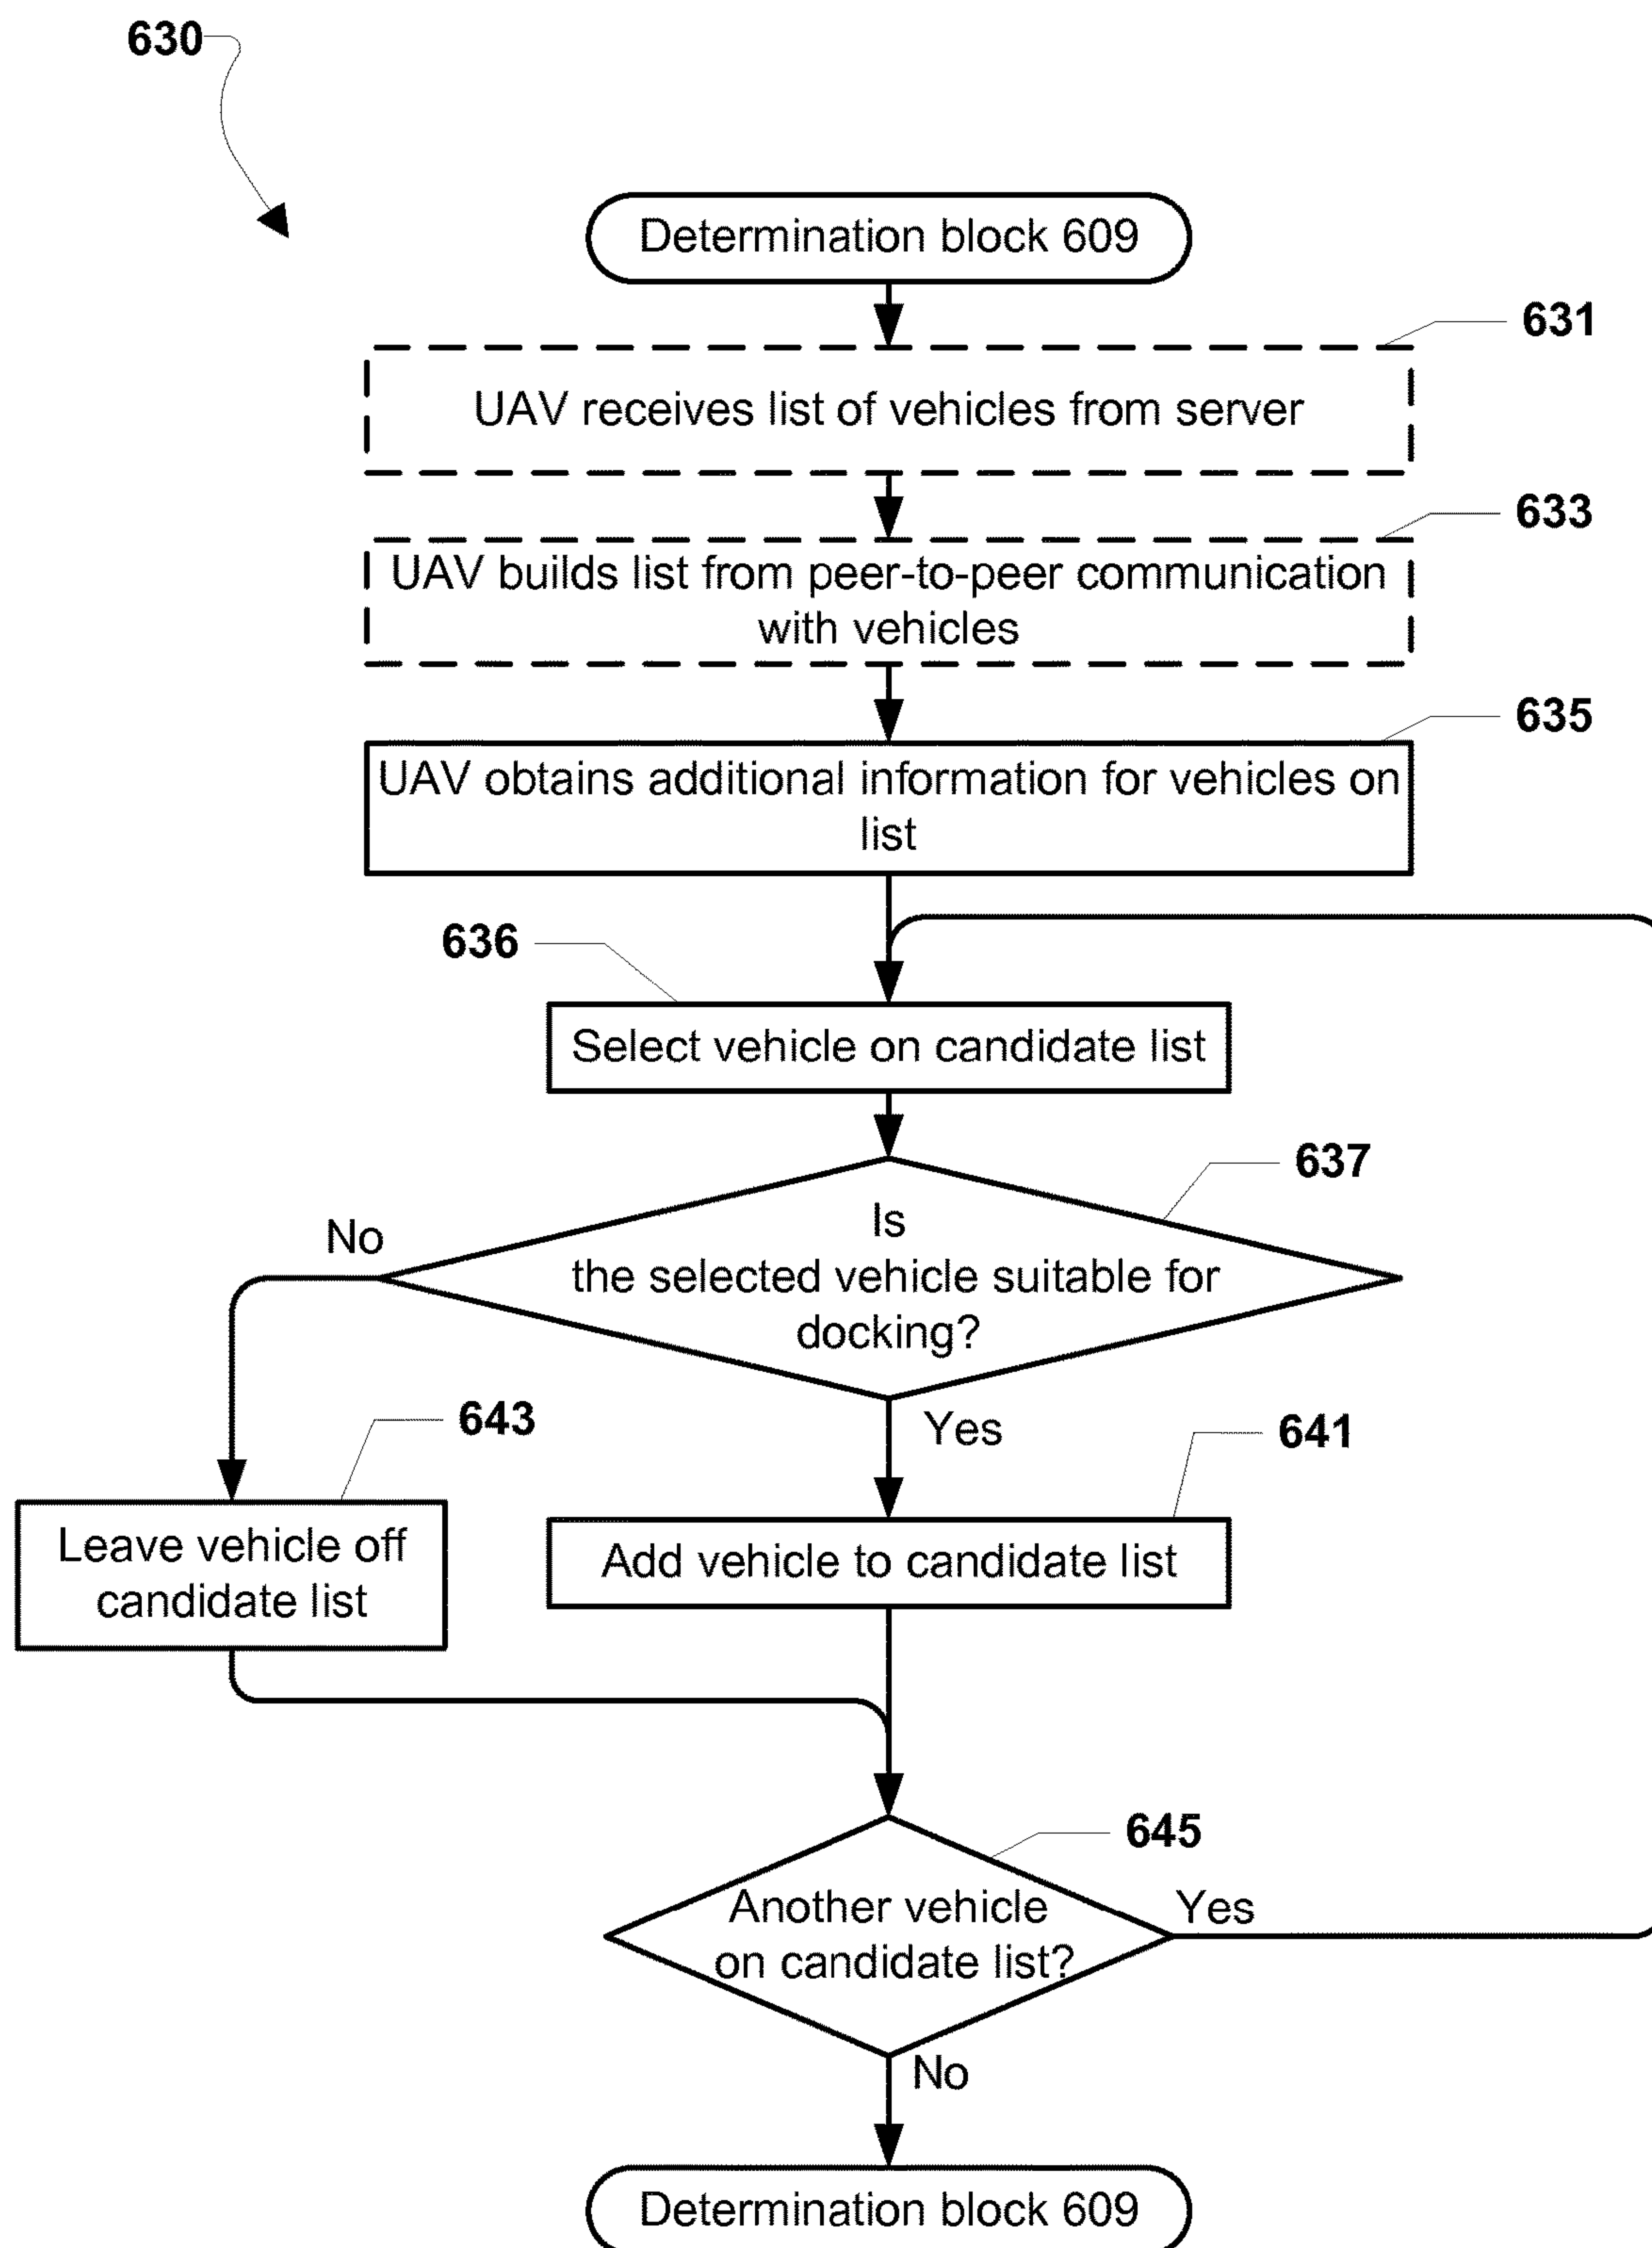 630
Determination block 609
631
UAV receives list of vehicles from server
633
UAV builds list from peer-to-peer communication
with vehicles
635
UAV obtains additional information for vehicles on
list
636
Select vehicle on candidate list
637
Is
the selected vehicle suitable for
docking?
No
Yes
643
Leave vehicle off
candidate list
641
Add vehicle to candidate list
645
Another vehicle
on candidate list?
Yes
No
Determination block 609